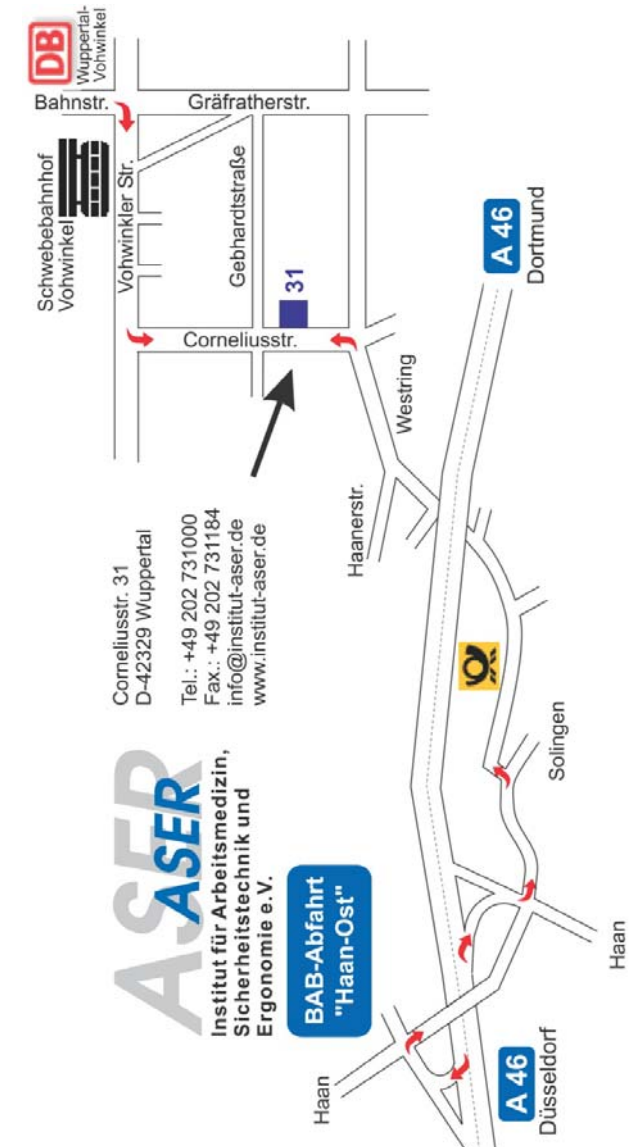 ASER
ASER
Institut für Arbeitsmedizin,
Sicherheitstechnik und
Ergonomie e.V.
Corneliusstr. 31
D-42329 Wuppertal
Tel.: +49 202 731000
Fax.: +49 202 731184
info@institut-aser.de
www.institut-aser.de
Schwebebahnhof
Vohwinkel
DB
Wuppertal-
Vohwinkel
Bahnstr.
Vohwinkler Str.
Gräfratherstr.
Gebhardtstraße
31
Corneliusstr.
Westring
Haanerstr.
A 46
Dortmund
BAB-Abfahrt
"Haan-Ost"
Haan
Solingen
Haan
A 46
Düsseldorf